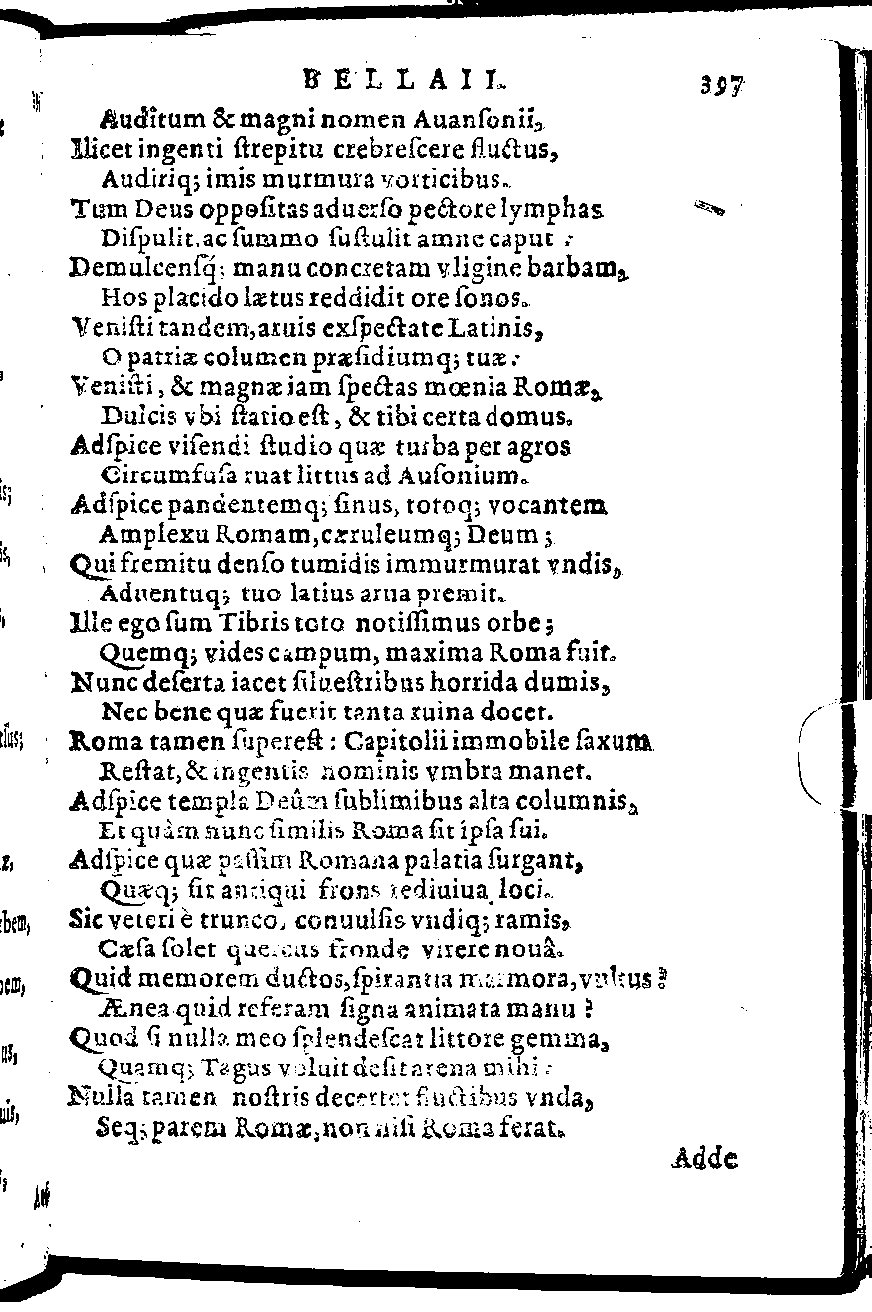 BELLAII. 397
Auditum & magni nomen Auanſonii,
Ilicet ingenti ſtrepitu crebreſcere fluctus,
Audiriq; imis murmura vorticibus.
Tum Deus oppoſitas aduerſo pectore lymphas
Diſpulit, ac ſummo ſuſtulit amne caput :
Demulcenſq́; manu concretam vligine barbam,
Hos placido lætus reddidit ore ſonos.
Veniſti tandem, aruis exſpectate Latinis,
O patriæ columen præſidiumq; tuæ :
Veniſti, & magnæ iam ſpectas mœnia Romæ,
Dulcis vbi ſtatio eſt, & tibi certa domus.
Adſpice viſendi ſtudio quæ turba per agros
Circumfuſa ruat littus ad Auſonium.
Adſpice pandentemq; ſinus, totoq; vocantem
Amplexu Romam, cæruleumq; Deum ;
Qui fremitu denſo tumidis immurmurat vndis,
Aduentuq; tuo latius arua premit.
Ille ego ſum Tibris toto notiſſimus orbe;
Quemq; vides campum, maxima Roma fuit.
Nunc deſerta iacet ſilueſtribus horrida dumis,
Nec bene quæ fuerit tanta ruina docet.
Roma tamen ſupereſt : Capitolii immobile ſaxum
Reſtat, & ingentis nominis vmbra manet.
Adſpice templa Deûm ſublimibus alta columnis,
Et quàm nunc ſimilis Roma ſit ipſa ſui.
Adſpice quæ paſſim Romana palatia ſurgant,
Quæq; ſit antiqui frons rediuiua loci.
Sic veteri è trunco, conuulſis vndiq; ramis,
Cæſa ſolet quercus fronde virere nouâ.
Quid memorem ductos, ſpirantia marmora, vultus ?
Ænea quid referam ſigna animata manu ?
Quod ſi nulla meo ſplendeſcat littore gemma,
Quamq; Tagus voluit deſit arena mihi :
Nulla tamen noſtris decertet fluctibus vnda,
Seq; parem Romæ, non niſi Roma ferat.
Adde